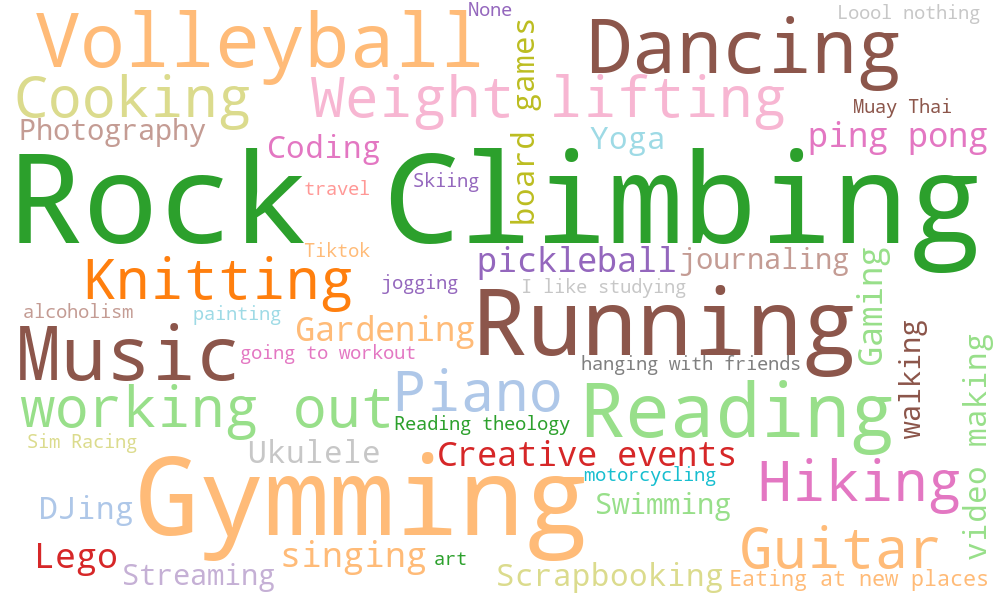 None
Loool nothing
Volleyball
Dancing
board games
Cooking
Weight lifting
Muay Thai
Photography
Coding
Yoga
ping pong
Rock Climbing
travel
Skiing
Tiktok
Knitting
pickleball
journaling
jogging
I like studying
Gaming
alcoholism
painting
Gardening
Running
Music
going to workout
hanging with friends
walking
video making
working out
Piano
Reading
Reading theology
Sim Racing
Ukulele
Creative events
motorcycling
Hiking
Gymming
DJing
Swimming
Lego
singing
art
Guitar
Streaming
Scrapbooking
Eating at new places